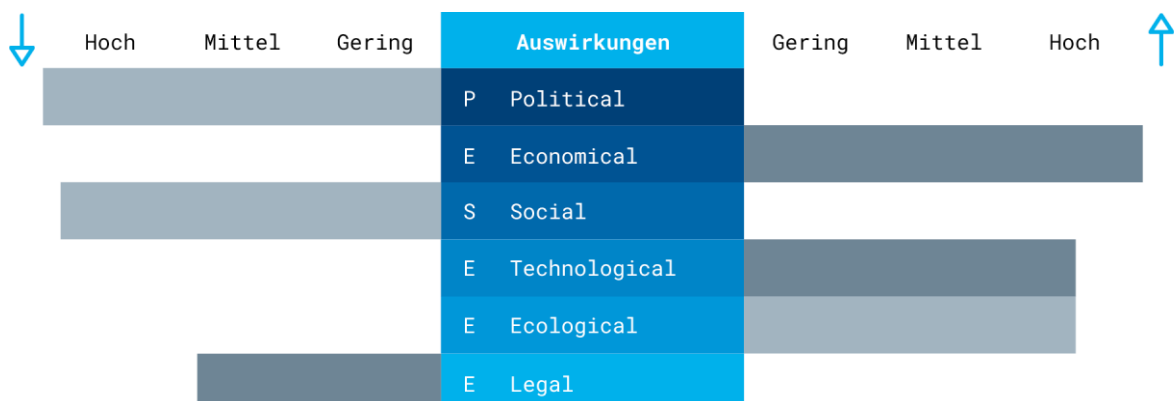 Hoch Mittel Gering Auswirkungen Gering Mittel Hoch
P Political
E Economical
S Social
E Technological
E Ecological
E Legal